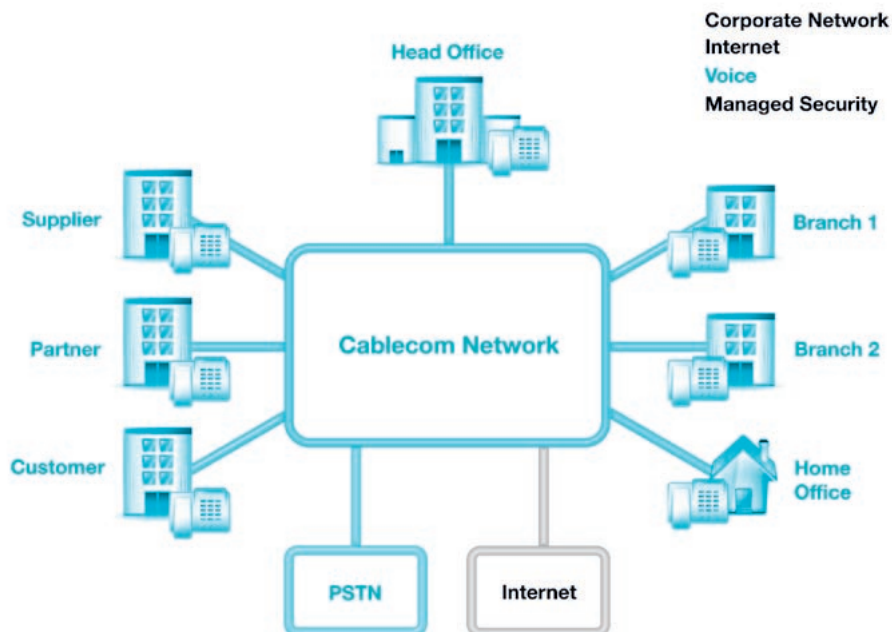 Corporate Network
Internet
Voice
Managed Security
Head Office
Supplier
Branch 1
Partner
Cablecom Network
Branch 2
Customer
Home
Office
PSTN
Internet